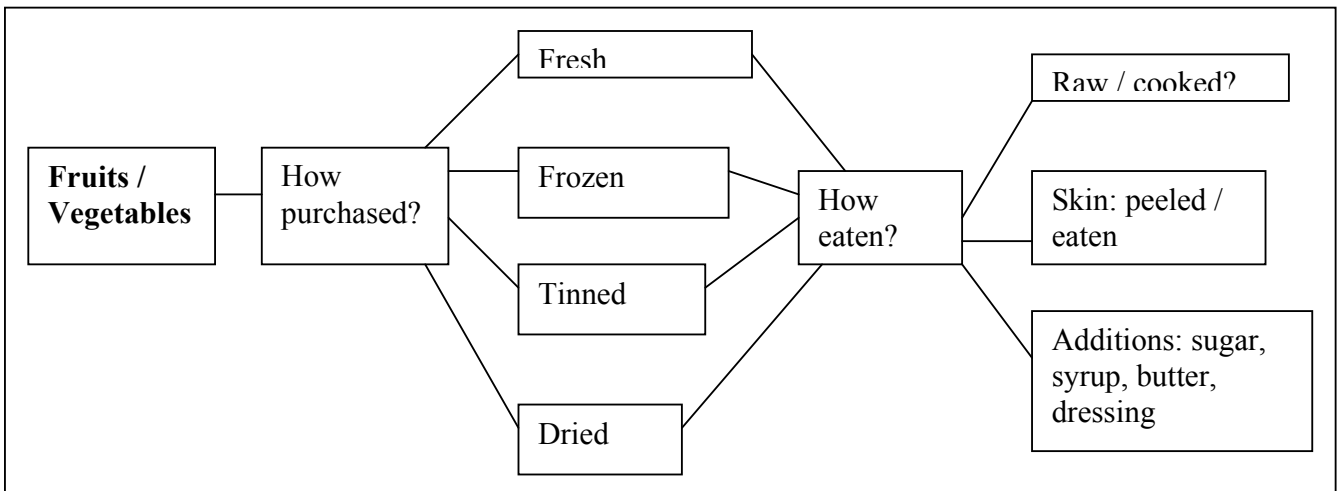 Fruits /
Vegetables
How
purchased?
Fresh
Frozen
Tinned
Dried
How
eaten?
Raw / cooked?
Skin: peeled /
eaten
Additions: sugar,
syrup, butter,
dressing